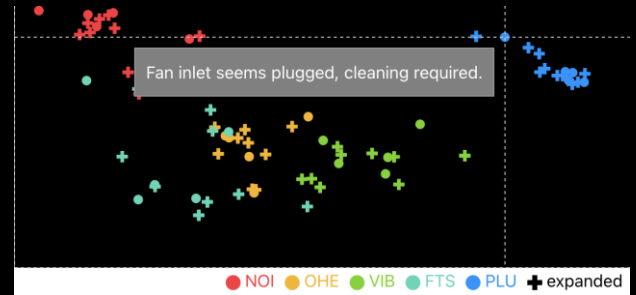 Fan inlet seems plugged, cleaning required.
NOI OHE VIB FTS PLU expanded